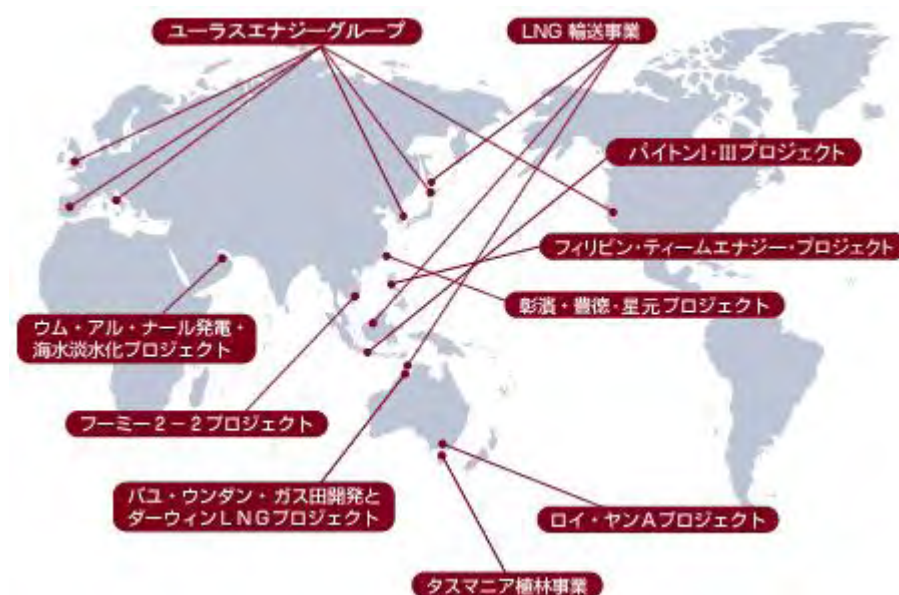 ユーラスエナジーグループ
LNG 輸送事業
パイトンI・IIIプロジェクト
フィリピン・ティームエナジー・プロジェクト
彰濱・豊徳・星元プロジェクト
ウム・アル・ナール発電・
海水淡水化プロジェクト
フーミー2-2プロジェクト
バユ・ウンダン・ガス田開発と
ダーウィンLNGプロジェクト
ロイ・ヤンAプロジェクト
タスマニア植林事業